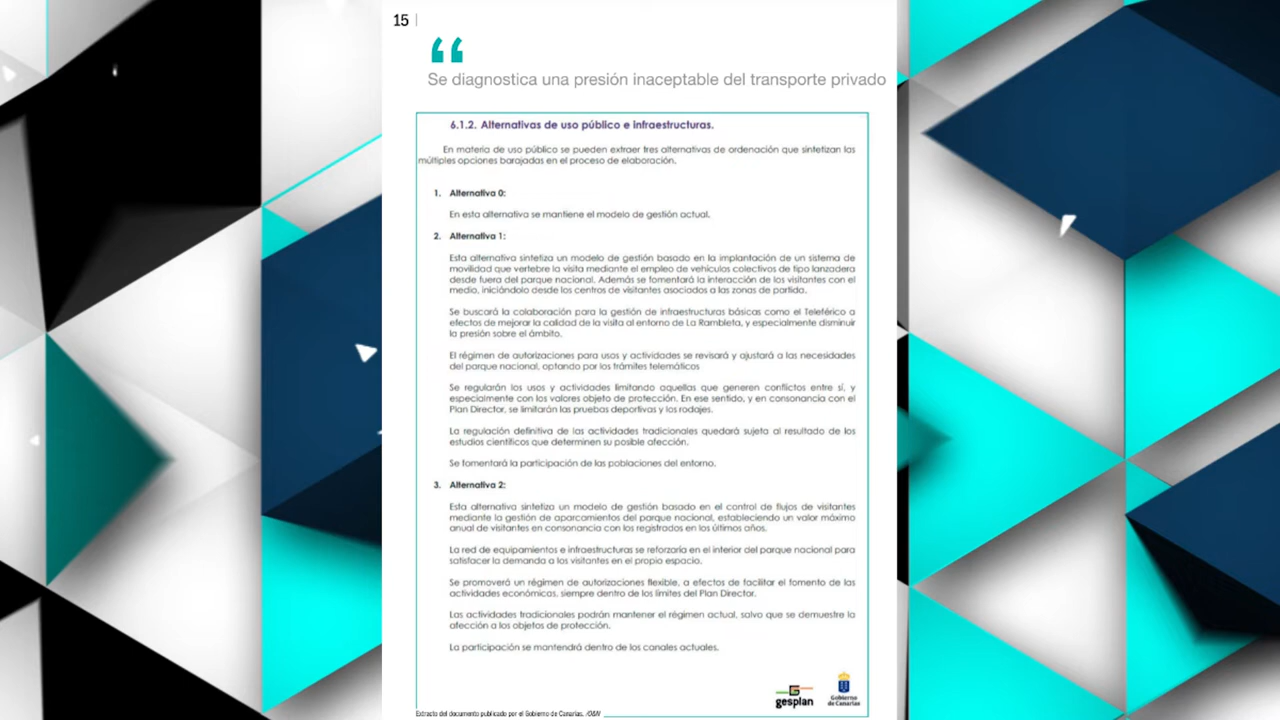 15
“
Se diagnostica una presión inaceptable del transporte privado
6.1.2. Alternativas de uso público e infraestructuras.
En materia de uso público se pueden extraer tres alternativas de ordenación que sintetizan las
múltiples opciones barajadas en el proceso de elaboración.
1. Alternativa 0:
En esta alternativa se mantiene el modelo de gestión actual.
2. Alternativa 1:
Esta alternativa sintetiza un modelo de gestión basado en la implantación de un sistema de
movilidad que vertebre la visita mediante el empleo de vehículos colectivos de tipo lanzadera
desde fuera del parque nacional. Además se fomentará la interacción de los visitantes con el
medio, iniciándolo desde los centros de visitantes asociados a las zonas de partida.
Se buscará la colaboración para la gestión de infraestructuras básicas como el Teleférico a
efectos de mejorar la calidad de la visita al entorno de La Rambleta, y especialmente disminuir
la presión sobre el ámbito.
El régimen de autorizaciones para usos y actividades se revisará y ajustará a las necesidades
del parque nacional, optando por los trámites telemáticos
Se regularán los usos y actividades limitando aquellas que generen conflictos entre sí, y
especialmente con los valores objeto de protección. En ese sentido, y en consonancia con el
Plan Director, se limitarán las pruebas deportivas y los rodajes.
La regulación definitiva de las actividades tradicionales quedará sujeta al resultado de los
estudios científicos que determinen su posible afección.
Se fomentará la participación de las poblaciones del entorno.
3. Alternativa 2:
Esta alternativa sintetiza un modelo de gestión basado en el control de flujos de visitantes
mediante la gestión de aparcamientos del parque nacional, estableciendo un valor máximo
anual de visitantes en consonancia con los registrados en los últimos años.
La red de equipamientos e infraestructuras se reforzaría en el interior del parque nacional para
satisfacer la demanda a los visitantes en el propio espacio.
Se promoverá un régimen de autorizaciones flexible, a efectos de facilitar el fomento de las
actividades económicas, siempre dentro de los límites del Plan Director.
Las actividades tradicionales podrán mantener el régimen actual, salvo que se demuestre la
afección a los objetos de protección.
La participación se mantendrá dentro de los canales actuales.
gesplan
Gobierno
de Canarias
Extracto del documento publicado por el Gobierno de Canarias. /D&N